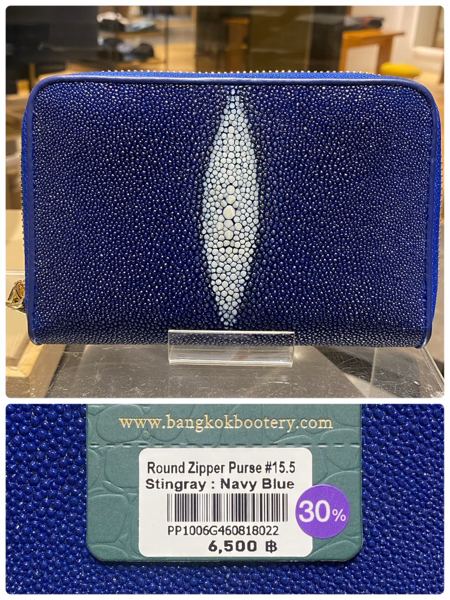 www.bangkokbootery.com
Round Zipper Purse #15.5
Stingray : Navy Blue
30%
PP1006G460818022
6,500 ฿